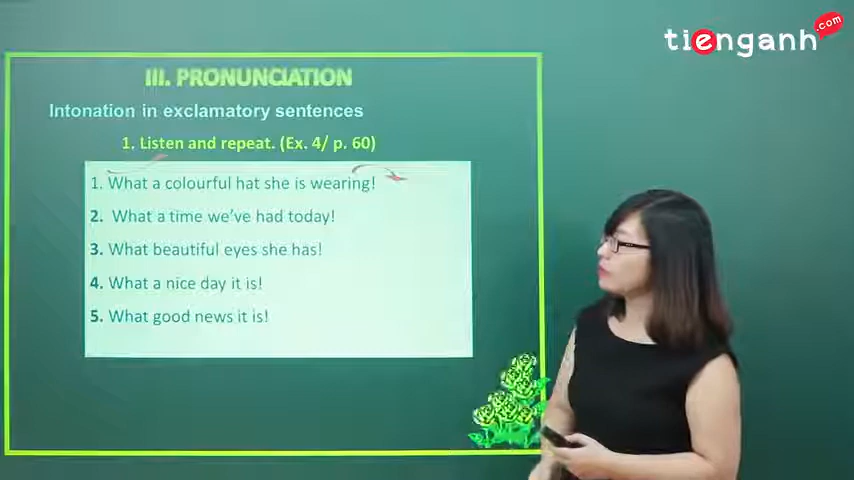 tienganh.com
III. PRONUNCIATION
Intonation in exclamatory sentences
1. Listen and repeat. (Ex. 4/ p. 60)
1. What a colourful hat she is wearing!
2. What a time we've had today!
3. What beautiful eyes she has!
4. What a nice day it is!
5. What good news it is!